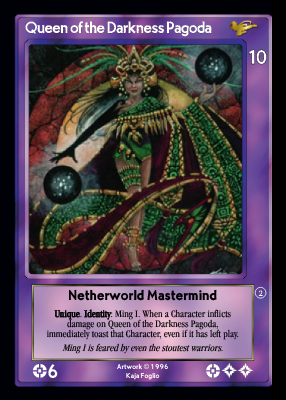 Queen of the Darkness Pagoda
10
Netherworld Mastermind
2
Unique. Identity: Ming I. When a Character inflicts
damage on Queen of the Darkness Pagoda,
immediately toast that Character, even if it has left play.
Ming I is feared by even the stoutest warriors.
6
Artwork © 1996
Kaja Foglio